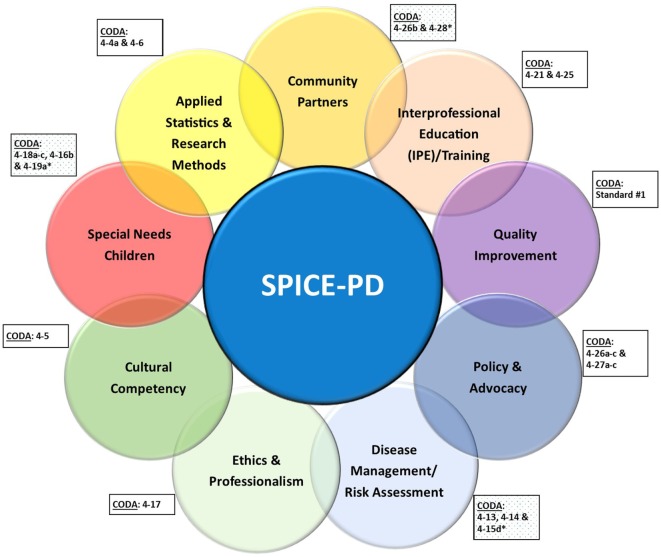 CODA:
4-26b & 4-28*
CODA:
4-4a & 4-6
Community
Partners
CODA:
4-21 & 4-25
Applied
Statistics &
Research
Methods
Interprofessional
Education
(IPE)/Training
CODA:
4-18a-c, 4-16b
& 4-19a*
CODA:
Standard #1
Special Needs
Children
Quality
Improvement
SPICE-PD
CODA: 4-5
CODA:
4-26a-c &
4-27a-c
Cultural
Competency
Policy &
Advocacy
Ethics &
Professionalism
Disease
Management/
Risk Assessment
CODA: 4-17
CODA:
4-13, 4-14 &
4-15d*